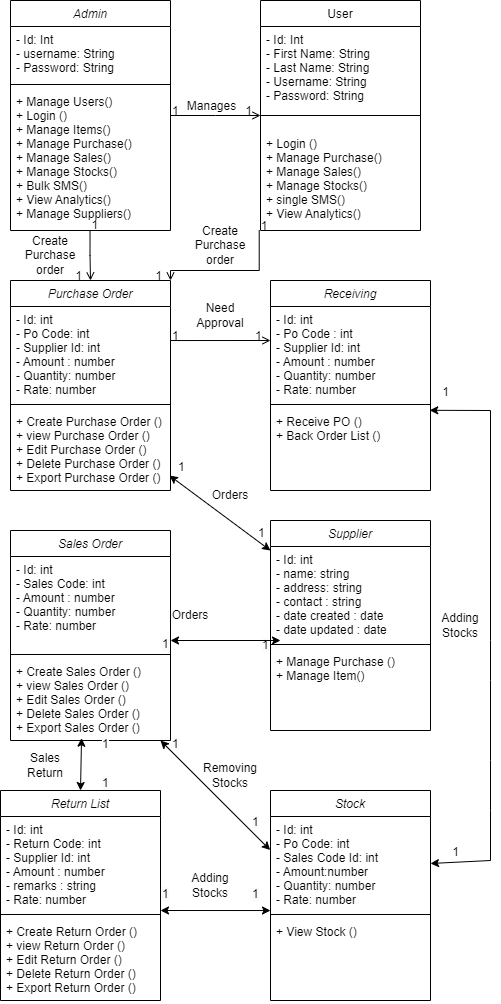 Admin
- Id: Int
- username: String
- Password: String
+ Manage Users()
+ Login ()
+ Manage Items()
+ Manage Purchase()
+ Manage Sales()
+ Manage Stocks()
+ Bulk SMS()
+ View Analytics()
+ Manage Suppliers()
1
Manages
1
User
- Id: Int
- First Name: String
- Last Name: String
- Username: String
- Password: String
+ Login ()
+ Manage Purchase()
+ Manage Sales()
+ Manage Stocks()
+ single SMS()
+ View Analytics()
1
Create
Purchase
order
1
1
Create
Purchase
order
1
Purchase Order
- Id: int
- Po Code: int
- Supplier Id: int
- Amount : number
- Quantity: number
- Rate: number
+ Create Purchase Order ()
+ view Purchase Order ()
+ Edit Purchase Order ()
+ Delete Purchase Order ()
+ Export Purchase Order ()
Need
Approval
1
1
Receiving
- Id: int
- Po Code : int
- Supplier Id: int
- Amount : number
- Quantity: number
- Rate: number
+ Receive PO ()
+ Back Order List ()
1
1
Orders
1
Sales Order
- Id: int
- Sales Code: int
- Amount : number
- Quantity: number
- Rate: number
+ Create Sales Order ()
+ view Sales Order ()
+ Edit Sales Order ()
+ Delete Sales Order ()
+ Export Sales Order ()
Orders
1
1
Supplier
- Id: int
- name: string
- address: string
- contact : string
- date created : date
- date updated : date
+ Manage Purchase ()
+ Manage Item()
Adding
Stocks
1
Sales
Return
1
1
Removing
Stocks
1
Return List
- Id: int
- Return Code: int
- Supplier Id: int
- Amount : number
- remarks : string
- Rate: number
+ Create Return Order ()
+ view Return Order ()
+ Edit Return Order ()
+ Delete Return Order ()
+ Export Return Order ()
Adding
Stocks
1
1
Stock
- Id: int
- Po Code: int
- Sales Code Id: int
- Amount:number
- Quantity: number
- Rate: number
+ View Stock ()
1